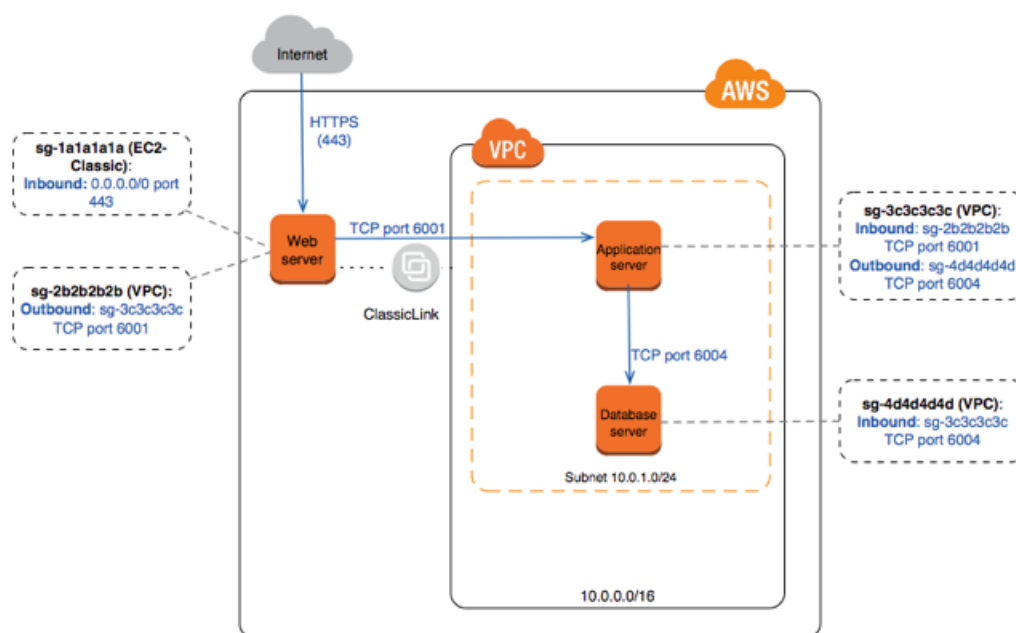 Internet
AWS
HTTPS
(443)
VPC
sg-1a1a1a1a (EC2-
Classic):
Inbound: 0.0.0.0/0 port
443
Web
server
TCP port 6001
Application
server
sg-3c3c3c3c (VPC):
Inbound: sg-2b2b2b2b
TCP port 6001
Outbound: sg-4d4d4d4d
TCP port 6004
sg-2b2b2b2b (VPC):
Outbound: sg-3c3c3c3c
TCP port 6001
ClassicLink
TCP port 6004
Database
server
sg-4d4d4d4d (VPC):
Inbound: sg-3c3c3c3c
TCP port 6004
Subnet 10.0.1.0/24
10.0.0.0/16